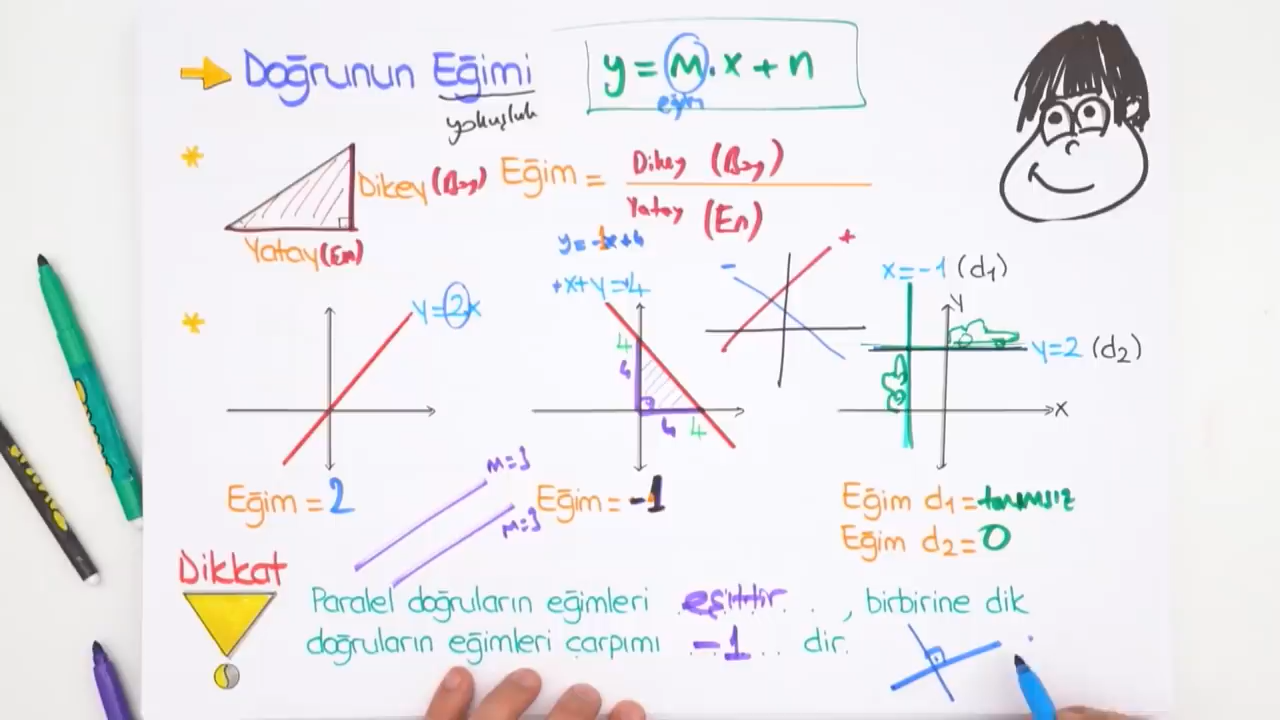 Doğrunun Eğimi
yokuşluk
y = m.x + n
eğim
Dikey (Boy)
Yatay (En)
Eğim =
Dikey (Boy)
Yatay (En)
y=2x
Eğim = 2
y=-1x+4
+x+y=+4
4
4
4
4
Eğim = -1
-
+
x=-1 (d1)
y
y=2 (d2)
x
Eğim d1=tanımsız
Eğim d2=0
m=3
m=3
Dikkat
Paralel doğruların eğimleri eşittir . , birbirine dik
doğruların eğimleri çarpımı -1 dir.